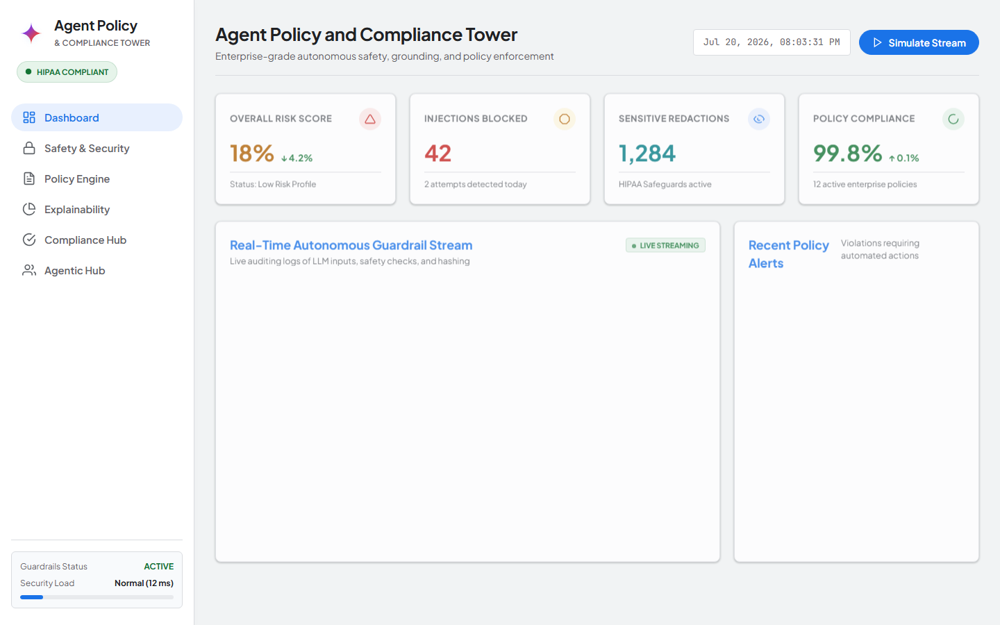 Agent Policy
& COMPLIANCE TOWER
HIPAA COMPLIANT
Dashboard
Safety & Security
Policy Engine
Explainability
Compliance Hub
Agentic Hub
Guardrails Status ACTIVE
Security Load Normal (12 ms)
Agent Policy and Compliance Tower
Enterprise-grade autonomous safety, grounding, and policy enforcement
Jul 20, 2026, 08:03:31 PM
Simulate Stream
OVERALL RISK SCORE
18% ↓ 4.2%
Status: Low Risk Profile
INJECTIONS BLOCKED
42
2 attempts detected today
SENSITIVE REDACTIONS
1,284
HIPAA Safeguards active
POLICY COMPLIANCE
99.8% ↑ 0.1%
12 active enterprise policies
Real-Time Autonomous Guardrail Stream
Live auditing logs of LLM inputs, safety checks, and hashing
LIVE STREAMING
Recent Policy
Alerts
Violations requiring
automated actions